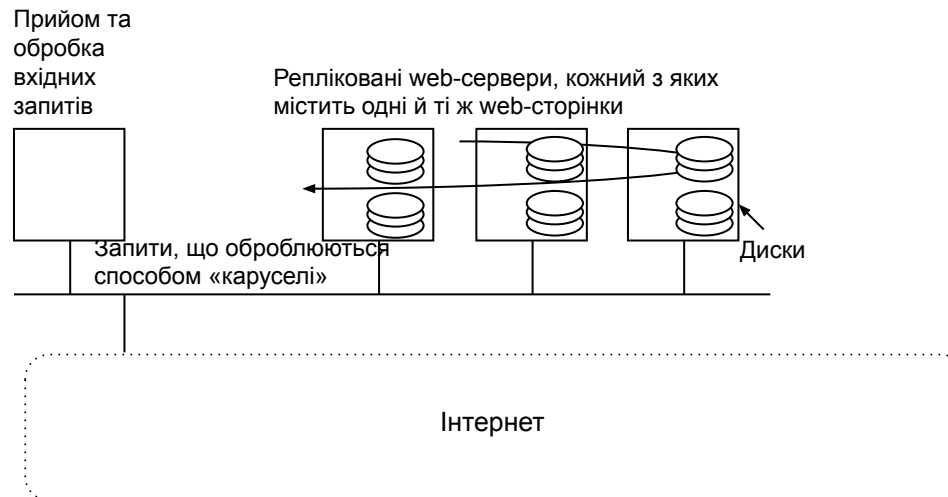 Прийом та
обробка
вхідних
запитів
Репліковані web-сервери, кожний з яких
містить одні й ті ж web-сторінки
Запити, що оброблюються
способом «каруселі»
Диски
Інтернет